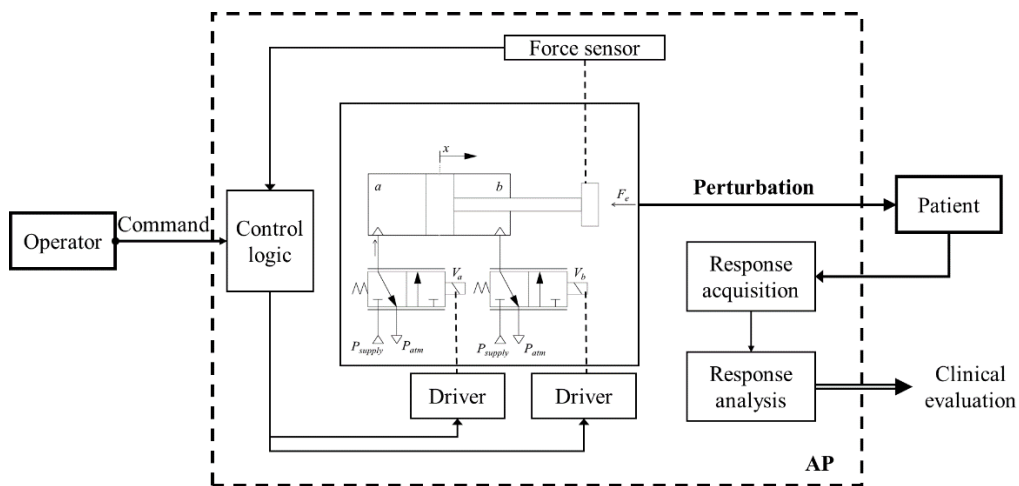 Force sensor
x
a
b
F_e
Perturbation
Patient
Operator
Command
Control
logic
V_a
V_b
P_supply
P_atm
P_supply
P_atm
Response
acquisition
Driver
Driver
Response
analysis
Clinical
evaluation
AP